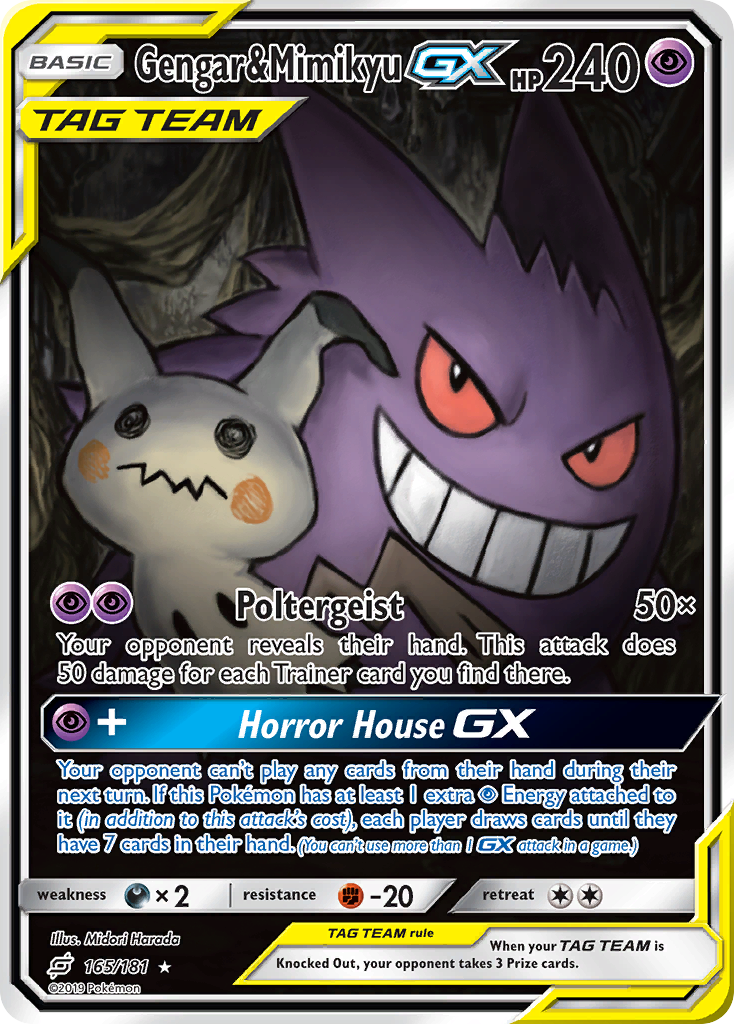 BASIC Gengar&Mimikyu GX HP240
TAG TEAM
Poltergeist 50×
Your opponent reveals their hand. This attack does
50 damage for each Trainer card you find there.
+ Horror House GX
Your opponent can't play any cards from their hand during their
next turn. If this Pokémon has at least 1 extra Energy attached to
it (in addition to this attack's cost), each player draws cards until they
have 7 cards in their hand. (You can't use more than 1 GX attack in a game.)
weakness ×2 resistance -20 retreat
Illus. Midori Harada
165/181 ★
©2019 Pokémon
TAG TEAM rule
When your TAG TEAM is
Knocked Out, your opponent takes 3 Prize cards.